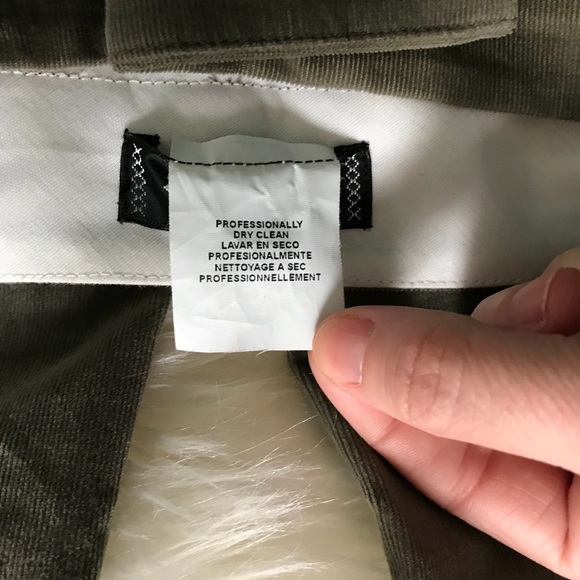 PROFESSIONALLY
DRY CLEAN
LAVAR EN SECO
PROFESIONALMENTE
NETTOYAGE A SEC
PROFESSIONNELLEMENT